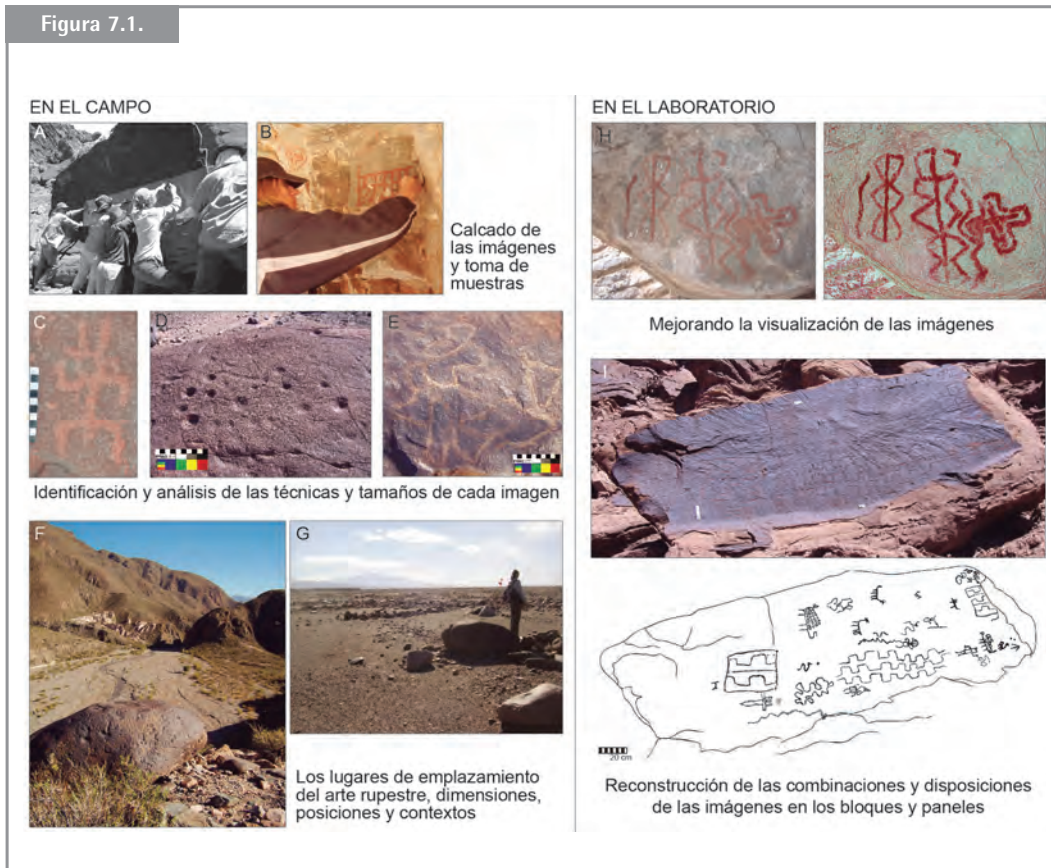 Figura 7.1.
EN EL CAMPO
A
B
Calcado de
las imágenes
y toma de
muestras
C
D
E
Identificación y análisis de las técnicas y tamaños de cada imagen
F
G
Los lugares de emplazamiento
del arte rupestre, dimensiones,
posiciones y contextos
EN EL LABORATORIO
H
Mejorando la visualización de las imágenes
I
20 cm
Reconstrucción de las combinaciones y disposiciones
de las imágenes en los bloques y paneles